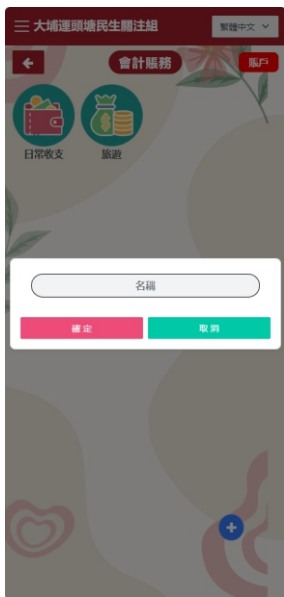 大埔運頭塘民生關注組
繁體中文
會計賬務
賬戶
日常收支
旅遊
名稱
確定
取消